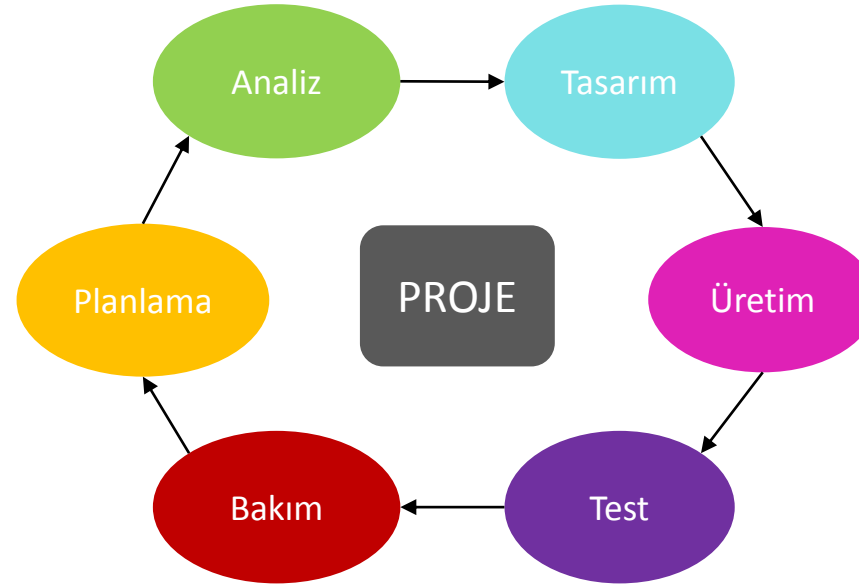 Analiz
Tasarım
Planlama
PROJE
Üretim
Bakım
Test